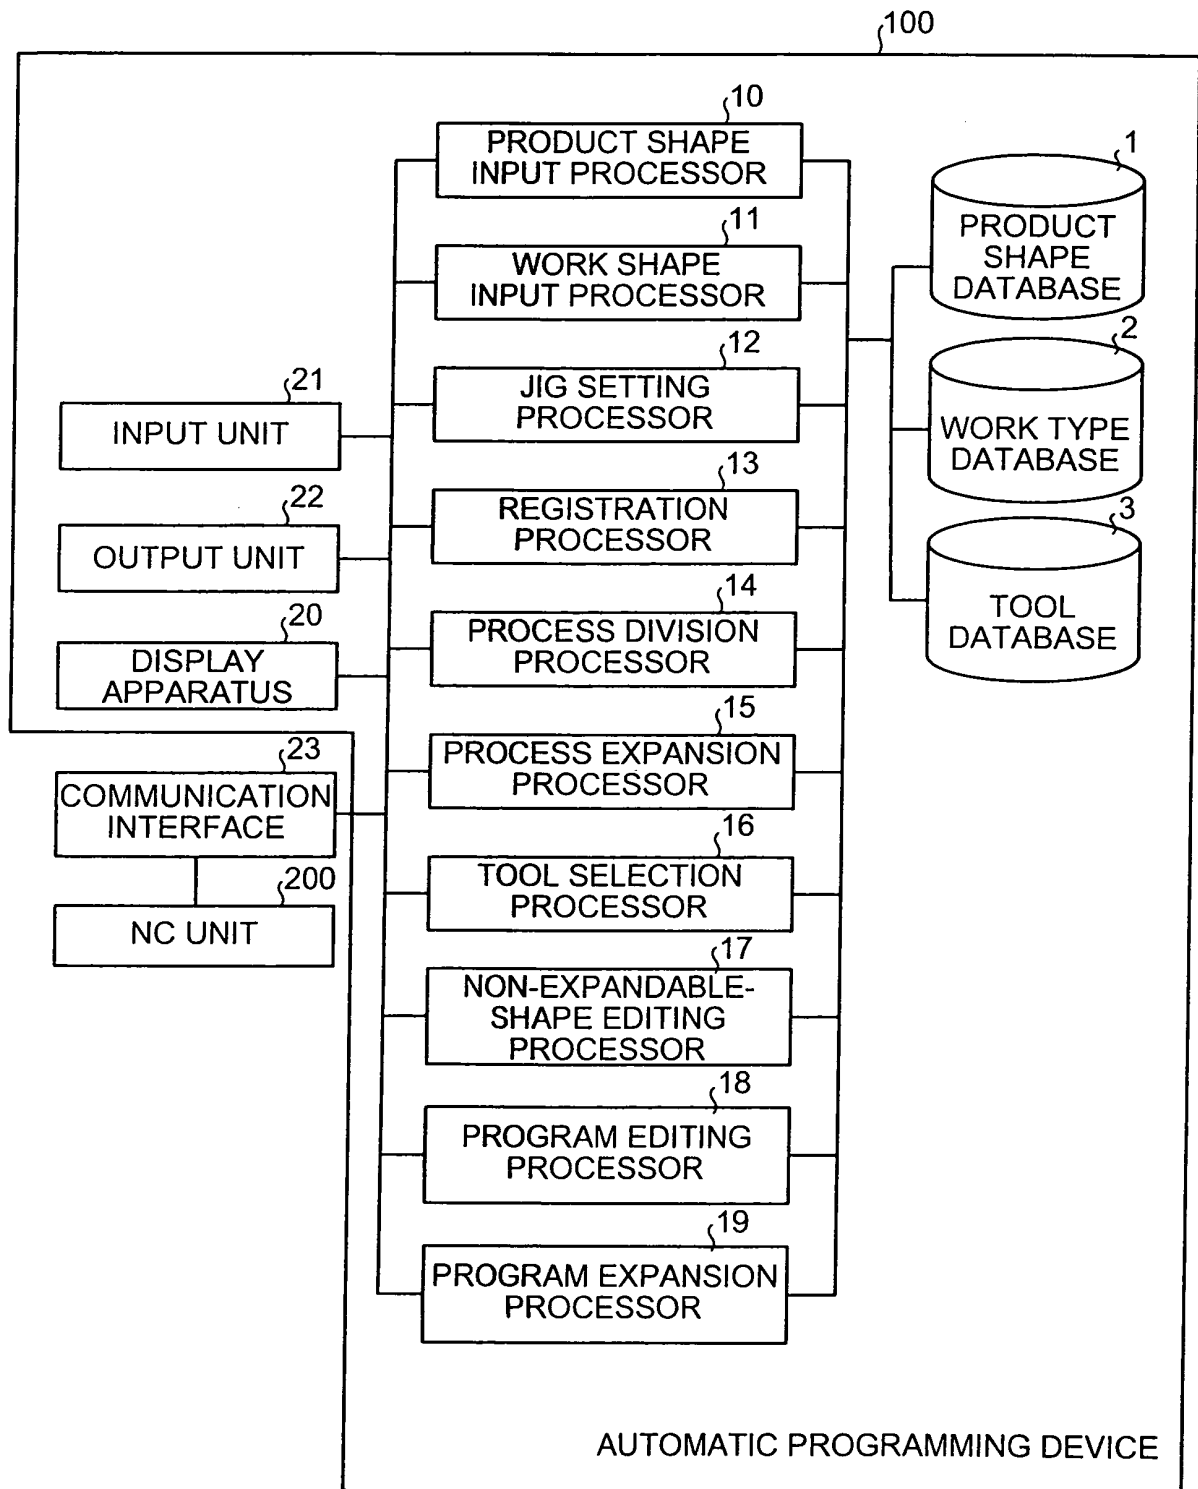 100
10
PRODUCT SHAPE
INPUT PROCESSOR
11
WORK SHAPE
INPUT PROCESSOR
12
JIG SETTING
PROCESSOR
13
REGISTRATION
PROCESSOR
14
PROCESS DIVISION
PROCESSOR
15
PROCESS EXPANSION
PROCESSOR
16
TOOL SELECTION
PROCESSOR
17
NON-EXPANDABLE-
SHAPE EDITING
PROCESSOR
18
PROGRAM EDITING
PROCESSOR
19
PROGRAM EXPANSION
PROCESSOR
21
INPUT UNIT
22
OUTPUT UNIT
20
DISPLAY
APPARATUS
23
COMMUNICATION
INTERFACE
200
NC UNIT
1
PRODUCT
SHAPE
DATABASE
2
WORK TYPE
DATABASE
3
TOOL
DATABASE
AUTOMATIC PROGRAMMING DEVICE